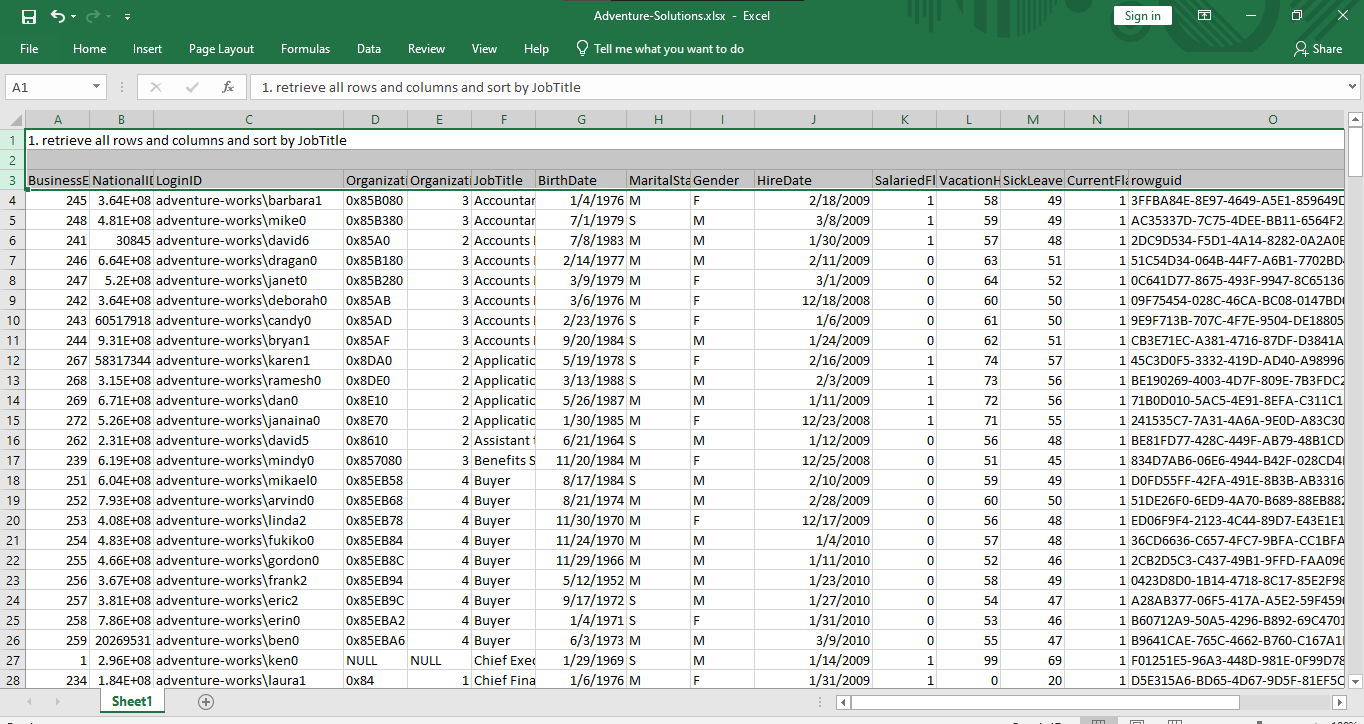 Adventure-Solutions.xlsx - Excel Sign in
File Home Insert Page Layout Formulas Data Review View Help Tell me what you want to do Share
A1 fx 1. retrieve all rows and columns and sort by JobTitle
A B C D E F G H I J K L M N O
1 1. retrieve all rows and columns and sort by JobTitle
2
3 BusinessE NationalID LoginID Organizati Organizati JobTitle BirthDate MaritalSta Gender HireDate SalariedFl VacationH SickLeave CurrentFla rowguid
4 245 3.64E+08 adventure-works\barbara1 0x85B080 3 Accountan 1/4/1976 M F 2/18/2009 1 58 49 1 3FFBA84E-8E97-4649-A5E1-859649D
5 248 4.81E+08 adventure-works\mike0 0x85B380 3 Accountan 7/1/1979 S M 3/8/2009 1 59 49 1 AC35337D-7C75-4DEE-BB11-6564F2
6 241 30845 adventure-works\david6 0x85A0 2 Accounts 7/8/1983 M M 1/30/2009 1 57 48 1 2DC9D534-F5D1-4A14-8282-0A2A0E
7 246 6.64E+08 adventure-works\dragan0 0x85B180 3 Accounts 2/14/1977 M M 2/11/2009 0 63 51 1 51C54D34-064B-44F7-A6B1-7702BD
8 247 5.2E+08 adventure-works\janet0 0x85B280 3 Accounts 3/9/1979 M F 3/1/2009 0 64 52 1 0C641D77-8675-493F-9947-8C65136
9 242 3.64E+08 adventure-works\deborah0 0x85AB 3 Accounts 3/6/1976 M F 12/18/2008 0 60 50 1 09F75454-028C-46CA-BC08-0147BD
10 243 60517918 adventure-works\candy0 0x85AD 3 Accounts 2/23/1976 S F 1/6/2009 0 61 50 1 9E9F713B-707C-4F7E-9504-DE18805
11 244 9.31E+08 adventure-works\bryan1 0x85AF 3 Accounts 9/20/1984 S M 1/24/2009 0 62 51 1 CB3E71EC-A381-4716-87DF-D3841A
12 267 58317344 adventure-works\karen1 0x8DA0 2 Applicatic 5/19/1978 S F 2/16/2009 1 74 57 1 45C3D0F5-3332-419D-AD40-A98996
13 268 3.15E+08 adventure-works\ramesh0 0x8DE0 2 Applicatic 3/13/1988 S M 2/3/2009 1 73 56 1 BE190269-4003-4D7F-809E-7B3FDC2
14 269 6.71E+08 adventure-works\dan0 0x8E10 2 Applicatic 5/26/1987 M M 1/11/2009 1 72 56 1 71B0D010-5AC5-4E91-8EFA-C311C1
15 272 5.26E+08 adventure-works\janaina0 0x8E70 2 Applicatic 1/30/1985 M F 12/23/2008 1 71 55 1 241535C7-7A31-4A6A-9E0D-A83C30
16 262 2.31E+08 adventure-works\david5 0x8610 2 Assistant 6/21/1964 S M 1/12/2009 0 56 48 1 BE81FD77-428C-449F-AB79-48B1CD
17 239 6.19E+08 adventure-works\mindy0 0x857080 3 Benefits S 11/20/1984 M F 12/25/2008 0 51 45 1 834D7AB6-06E6-4944-B42F-028CD4
18 251 6.04E+08 adventure-works\mikael0 0x85EB58 4 Buyer 8/17/1984 S M 2/10/2009 0 59 49 1 D0FD55FF-42FA-491E-8B3B-AB3316
19 252 7.93E+08 adventure-works\arvind0 0x85EB68 4 Buyer 8/21/1974 M M 2/28/2009 0 60 50 1 51DE26F0-6ED9-4A70-B689-88EB882
20 253 4.08E+08 adventure-works\linda2 0x85EB78 4 Buyer 11/30/1970 M F 12/17/2009 0 56 48 1 ED06F9F4-2123-4C44-89D7-E43E1E1
21 254 4.83E+08 adventure-works\fukiko0 0x85EB84 4 Buyer 11/24/1970 M M 1/4/2010 0 57 48 1 36CD6636-C657-4FC7-9BFA-CC1BFA
22 255 4.66E+08 adventure-works\gordon0 0x85EB8C 4 Buyer 11/29/1966 M M 1/11/2010 0 52 46 1 2CB2D5C3-C437-49B1-9FFD-FAA096
23 256 3.67E+08 adventure-works\frank2 0x85EB94 4 Buyer 5/12/1952 M M 1/23/2010 0 58 49 1 0423D8D0-1B14-4718-8C17-85E2F98
24 257 3.81E+08 adventure-works\eric2 0x85EB9C 4 Buyer 9/17/1972 S M 1/27/2010 0 54 47 1 A28AB377-06F5-417A-A5E2-59F459
25 258 7.86E+08 adventure-works\erin0 0x85EBA2 4 Buyer 1/4/1971 S F 1/31/2010 0 53 46 1 B60712A9-50A5-4296-B892-69C4701
26 259 20269531 adventure-works\ben0 0x85EBA6 4 Buyer 6/3/1973 M M 3/9/2010 0 55 47 1 B9641CAE-765C-4662-B760-C167A1
27 1 2.96E+08 adventure-works\ken0 NULL NULL Chief Exec 1/29/1969 S M 1/14/2009 1 99 69 1 F01251E5-96A3-448D-981E-0F99D78
28 234 1.84E+08 adventure-works\laura1 0x84 1 Chief Fina 1/6/1976 M F 1/31/2009 1 0 20 1 D5E315A6-BD65-4D67-9D5F-81EF5C
Sheet1